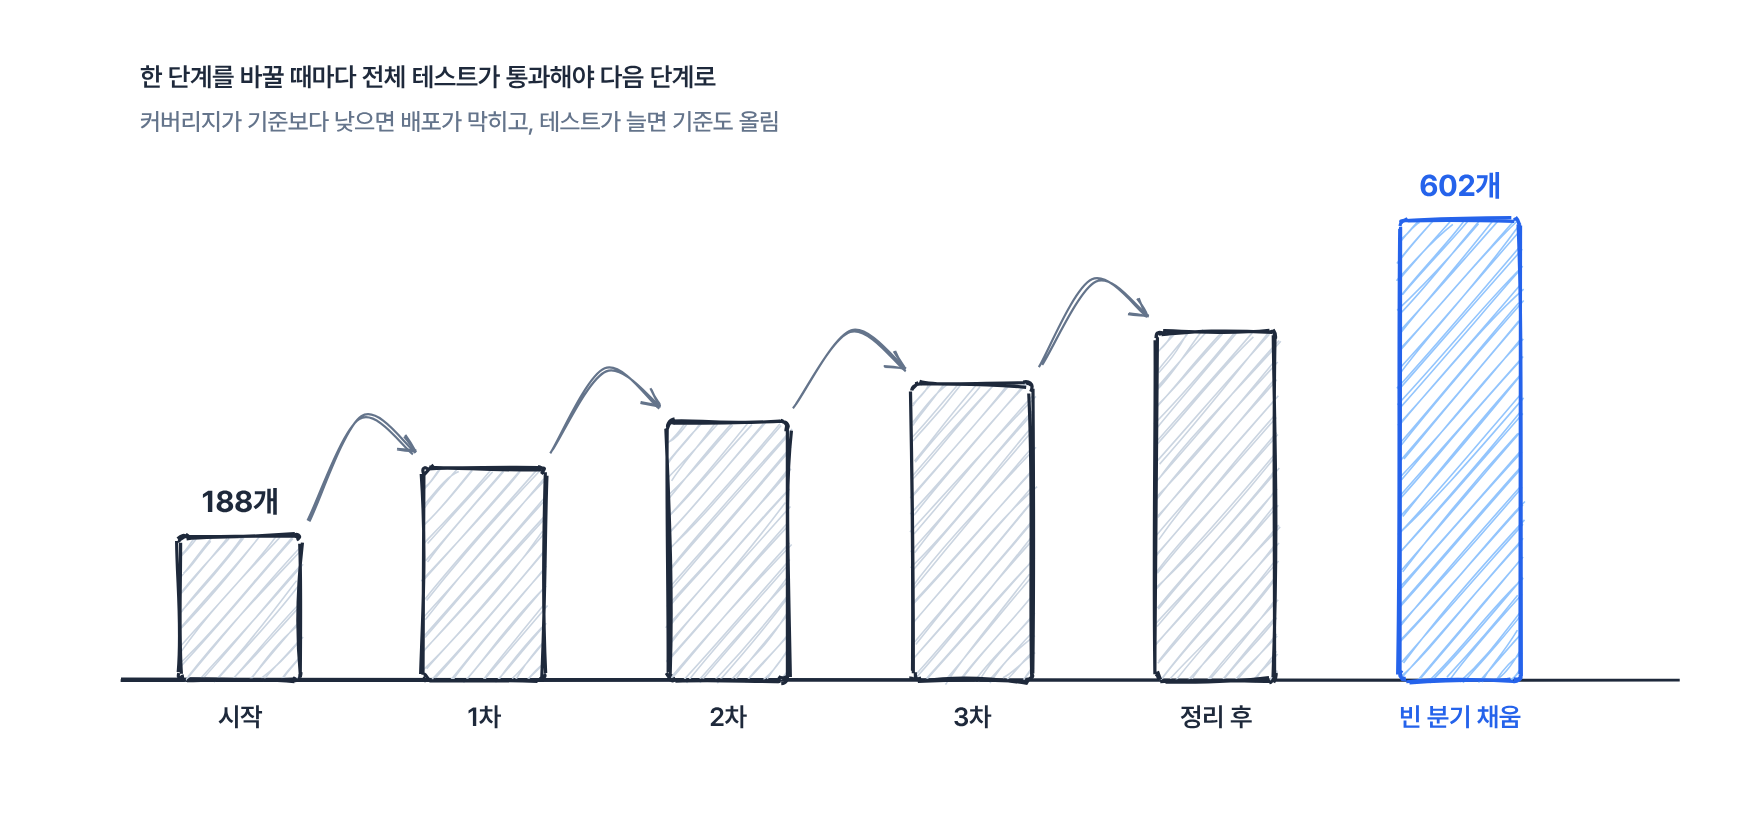 한 단계를 바꿀 때마다 전체 테스트가 통과해야 다음 단계로
커버리지가 기준보다 낮으면 배포가 막히고, 테스트가 늘면 기준도 올림
602개
188개
시작
1차
2차
3차
정리 후
빈 분기 채움